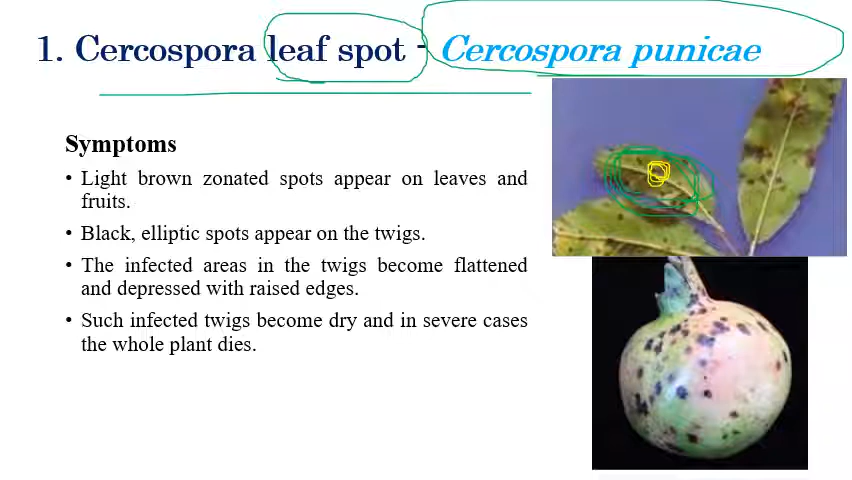 1. Cercospora leaf spot - Cercospora punicae
Symptoms
• Light brown zonated spots appear on leaves and
fruits.
• Black, elliptic spots appear on the twigs.
• The infected areas in the twigs become flattened
and depressed with raised edges.
• Such infected twigs become dry and in severe cases
the whole plant dies.